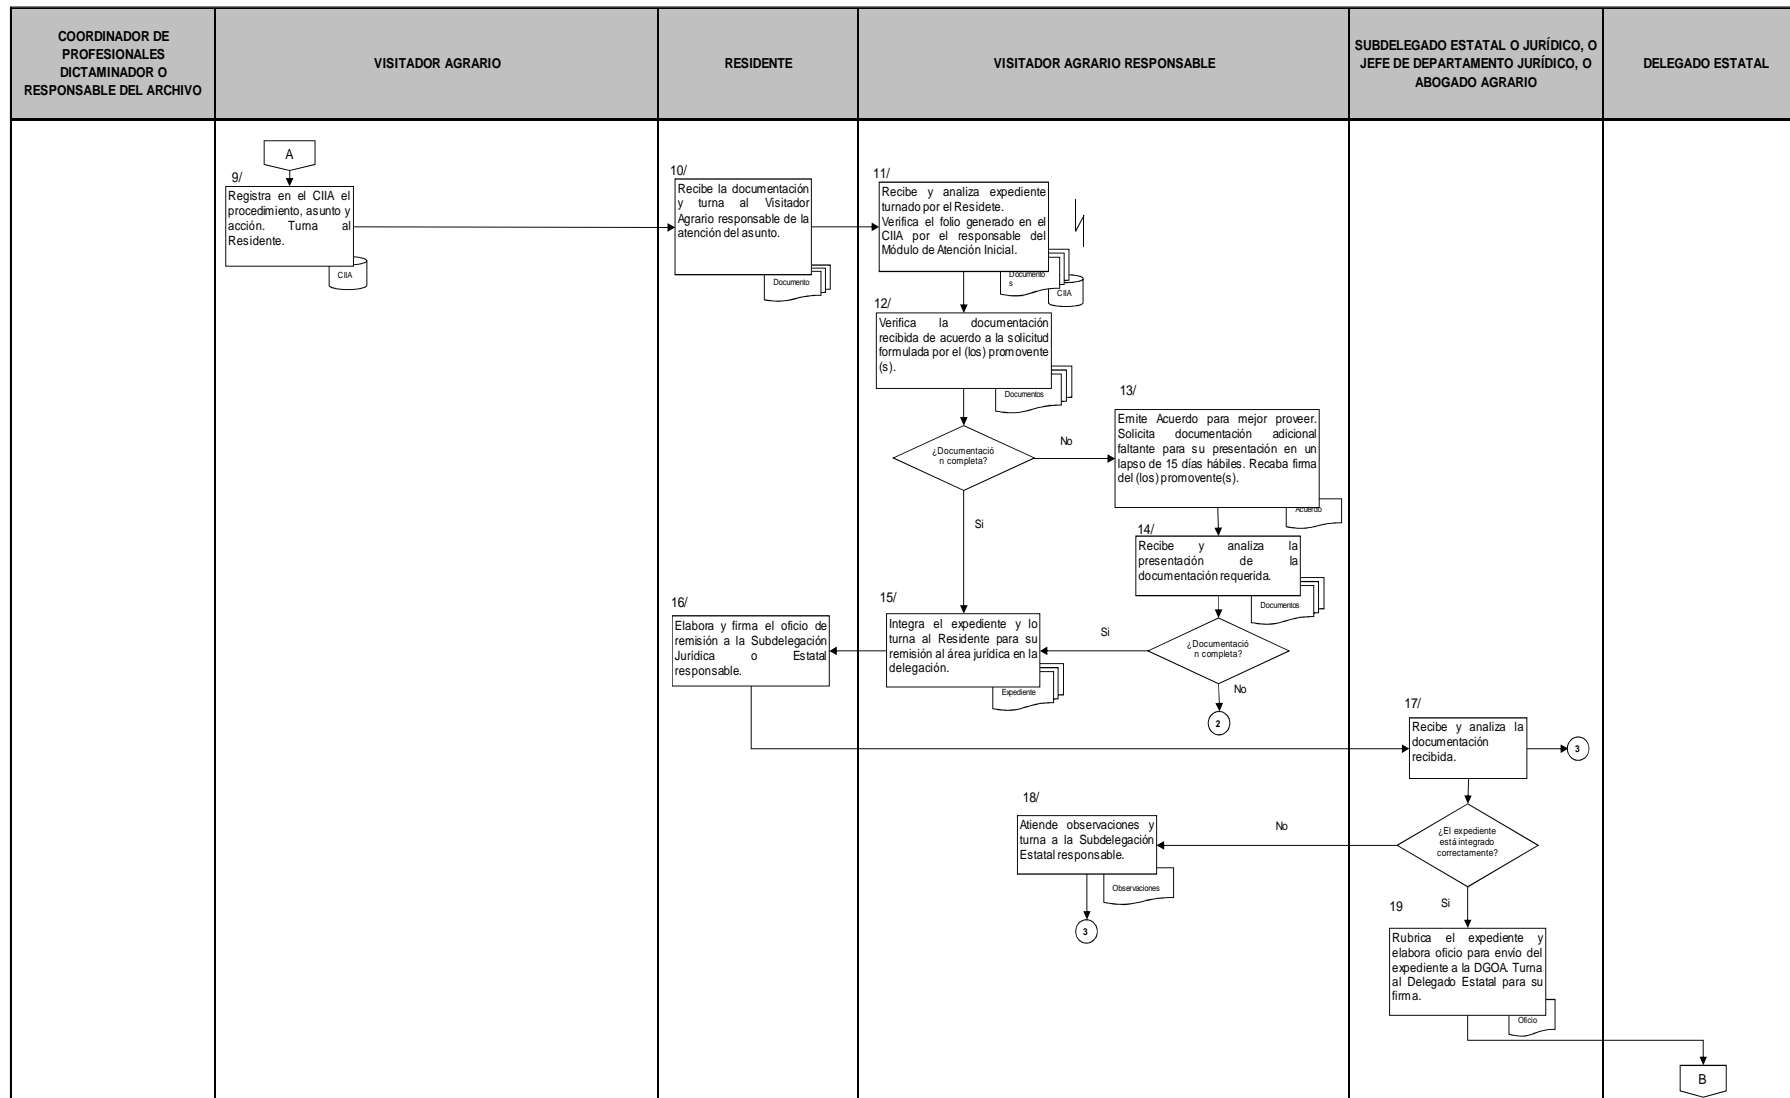 COORDINADOR DE
PROFESIONALES
DICTAMINADOR O
RESPONSABLE DEL ARCHIVO
VISITADOR AGRARIO
RESIDENTE
VISITADOR AGRARIO RESPONSABLE
SUBDELEGADO ESTATAL O JURÍDICO, O
JEFE DE DEPARTAMENTO JURÍDICO, O
ABOGADO AGRARIO
DELEGADO ESTATAL
A
9/
Registra en el CIIA el
procedimiento, asunto y
acción. Turna al
Residente.
CIIA
10/
Recibe la documentación
y turna al Visitador
Agrario responsable de la
atención del asunto.
Documento
11/
Recibe y analiza expediente
turnado por el Residete.
Verifica el folio generado en el
CIIA por el responsable del
Módulo de Atención Inicial.
Documento
s
CIIA
12/
Verifica la documentación
recibida de acuerdo a la solicitud
formulada por el (los) promovente
(s).
Documentos
¿Documentació
n completa?
No
Si
13/
Emite Acuerdo para mejor proveer.
Solicita documentación adicional
faltante para su presentación en un
lapso de 15 días hábiles. Recaba firma
del (los) promovente(s).
Acuerdo
14/
Recibe y analiza la
presentación de la
documentación requerida.
Documentos
¿Documentació
n completa?
Si
No
2
15/
Integra el expediente y lo
turna al Residente para su
remisión al área jurídica en la
delegación.
Expediente
16/
Elabora y firma el oficio de
remisión a la Subdelegación
Jurídica o Estatal
responsable.
17/
Recibe y analiza la
documentación
recibida.
3
¿El expediente
está integrado
correctamente?
No
Si
18/
Atiende observaciones y
turna a la Subdelegación
Estatal responsable.
Observaciones
3
19
Rubrica el expediente y
elabora oficio para envío del
expediente a la DGOA. Turna
al Delegado Estatal para su
firma.
Oficio
B